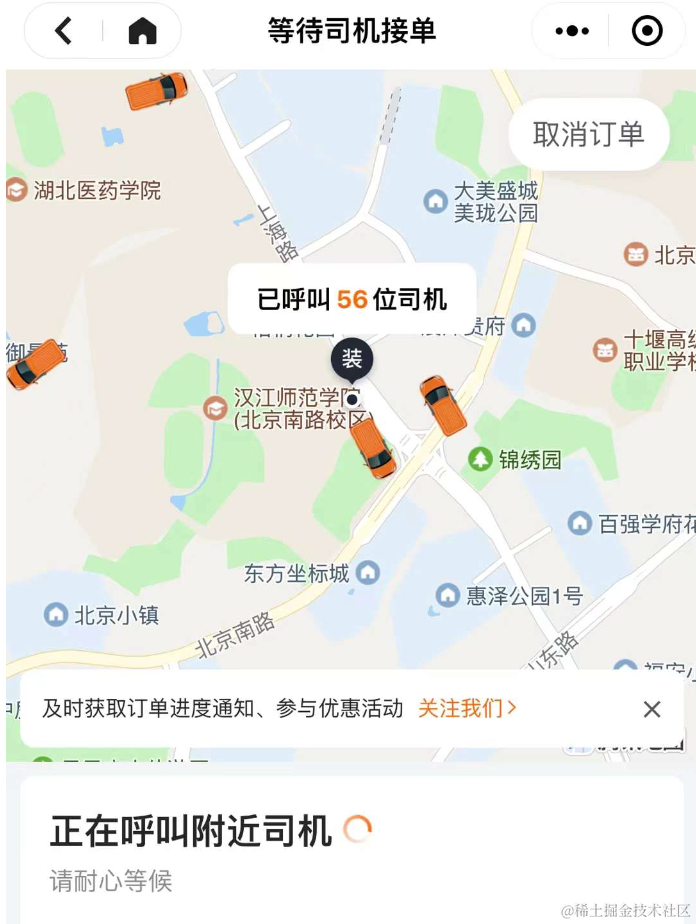 等待司机接单
取消订单
湖北医药学院
大美盛城
美珑公园
上海路
北京
已呼叫 56 位司机
贵府
十堰高级
职业学校
装
汉江师范学院
(北京南路校区)
锦绣园
百强学府花
东方坐标城
惠泽公园1号
北京小镇
北京南路
山东路
及时获取订单进度通知、参与优惠活动 关注我们
正在呼叫附近司机
请耐心等候
@稀土掘金技术社区